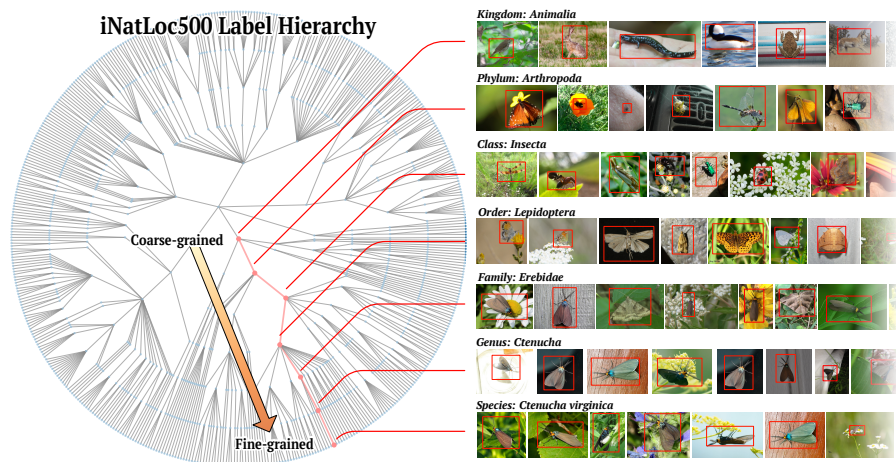 iNatLoc500 Label Hierarchy
Coarse-grained
Fine-grained
Kingdom: Animalia
Phylum: Arthropoda
Class: Insecta
Order: Lepidoptera
Family: Erebidae
Genus: Ctenucha
Species: Ctenucha virginica